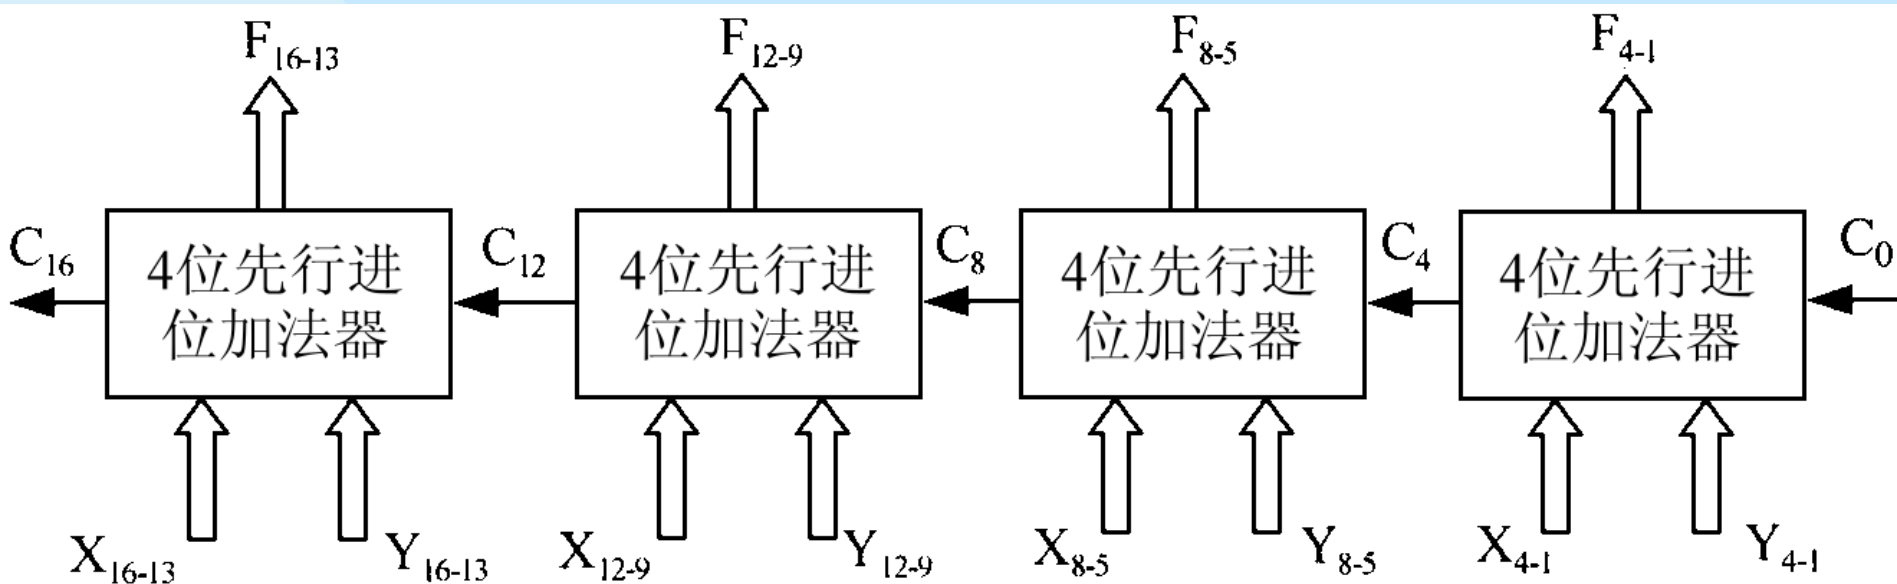 F16-13 F12-9 F8-5 F4-1
C16 4位先行进 C12 4位先行进 C8 4位先行进 C4 4位先行进 C0
位加法器 位加法器 位加法器 位加法器
X16-13 Y16-13 X12-9 Y12-9 X8-5 Y8-5 X4-1 Y4-1